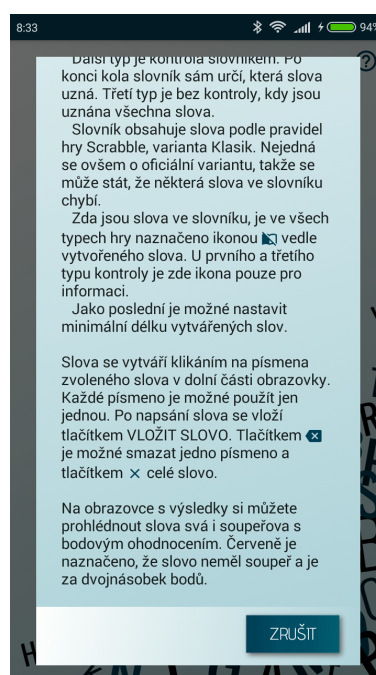 8:33
94%
Další typ je kontrola slovníkem. Po
konci kola slovník sám určí, která slova
uzná. Třetí typ je bez kontroly, kdy jsou
uznána všechna slova.
Slovník obsahuje slova podle pravidel
hry Scrabble, varianta Klasik. Nejedná
se ovšem o oficiální variantu, takže se
může stát, že některá slova ve slovníku
chybí.
Zda jsou slova ve slovníku, je ve všech
typech hry naznačeno ikonou vedle
vytvořeného slova. U prvního a třetího
typu kontroly je zde ikona pouze pro
informaci.
Jako poslední je možné nastavit
minimální délku vytvářených slov.
Slova se vytváří klikáním na písmena
zvoleného slova v dolní části obrazovky.
Každé písmeno je možné použít jen
jednou. Po napsání slova se vloží
tlačítkem VLOŽIT SLOVO. Tlačítkem
je možné smazat jedno písmeno a
tlačítkem × celé slovo.
Na obrazovce s výsledky si můžete
prohlédnout slova svá i soupeřova s
bodovým ohodnocením. Červeně je
naznačeno, že slovo neměl soupeř a je
za dvojnásobek bodů.
ZRUŠIT